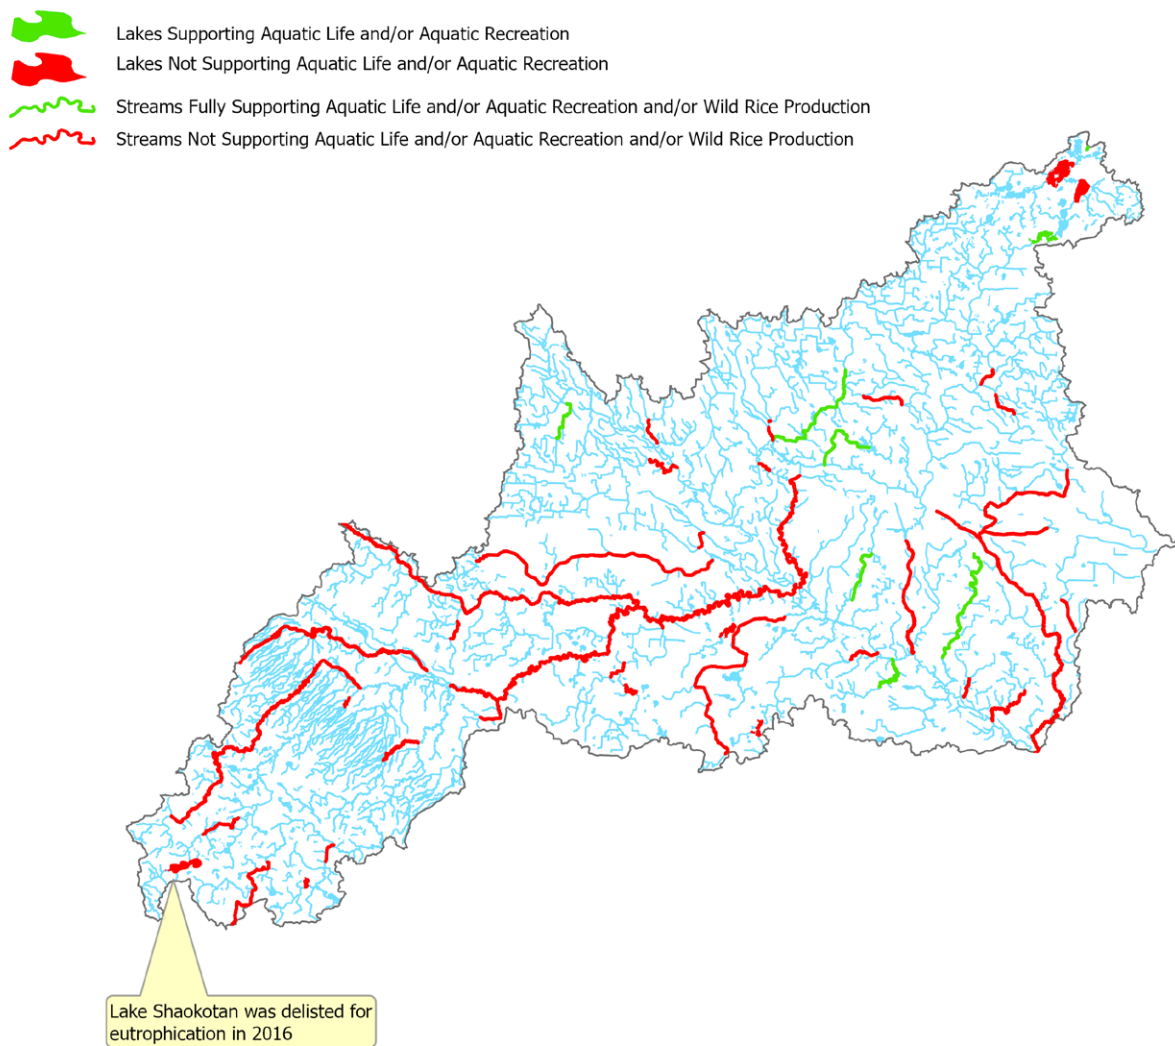 Lakes Supporting Aquatic Life and/or Aquatic Recreation
Lakes Not Supporting Aquatic Life and/or Aquatic Recreation
Streams Fully Supporting Aquatic Life and/or Aquatic Recreation and/or Wild Rice Production
Streams Not Supporting Aquatic Life and/or Aquatic Recreation and/or Wild Rice Production
Lake Shaokotan was delisted for
eutrophication in 2016